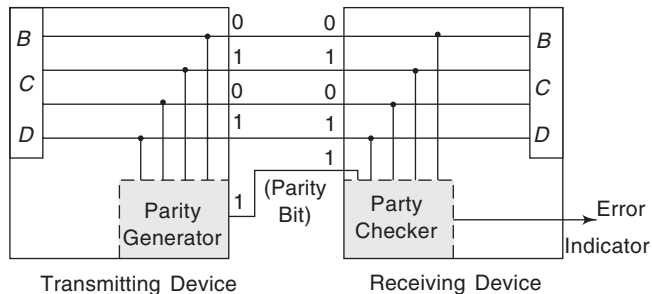 B
C
D
0 0
1 1
0 0
1 1
1
1
(Parity
Bit)
Parity
Generator
Party
Checker
B
C
D
Error
Indicator
Transmitting Device
Receiving Device